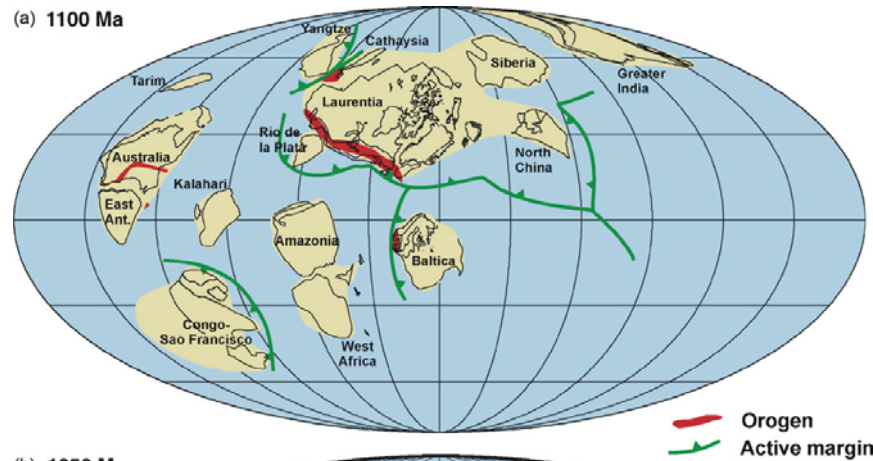 (a) 1100 Ma
Yangtze
Cathaysia
Siberia
Greater
India
Tarim
Laurentia
Rio de
la Plata
North
China
Australia
Kalahari
East
Ant.
Amazonia
Baltica
Congo-
Sao Francisco
West
Africa
Orogen
Active margin